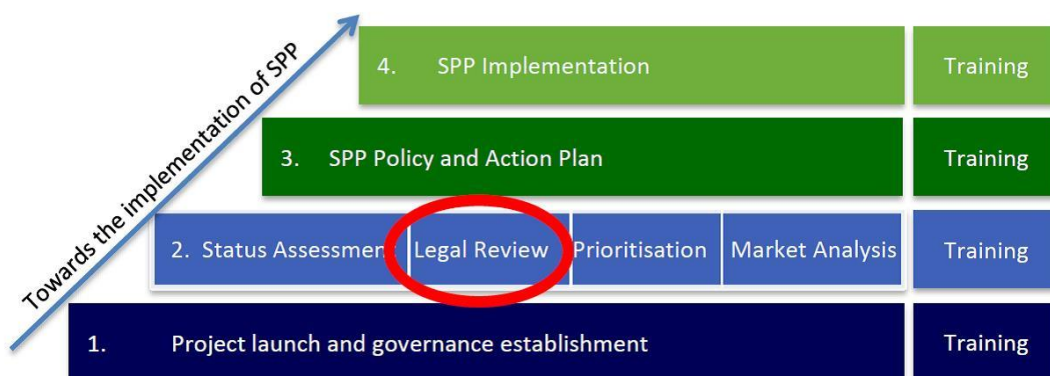 Towards the implementation of SPP
4. SPP Implementation Training
3. SPP Policy and Action Plan Training
2. Status Assessment Legal Review Prioritisation Market Analysis Training
1. Project launch and governance establishment Training